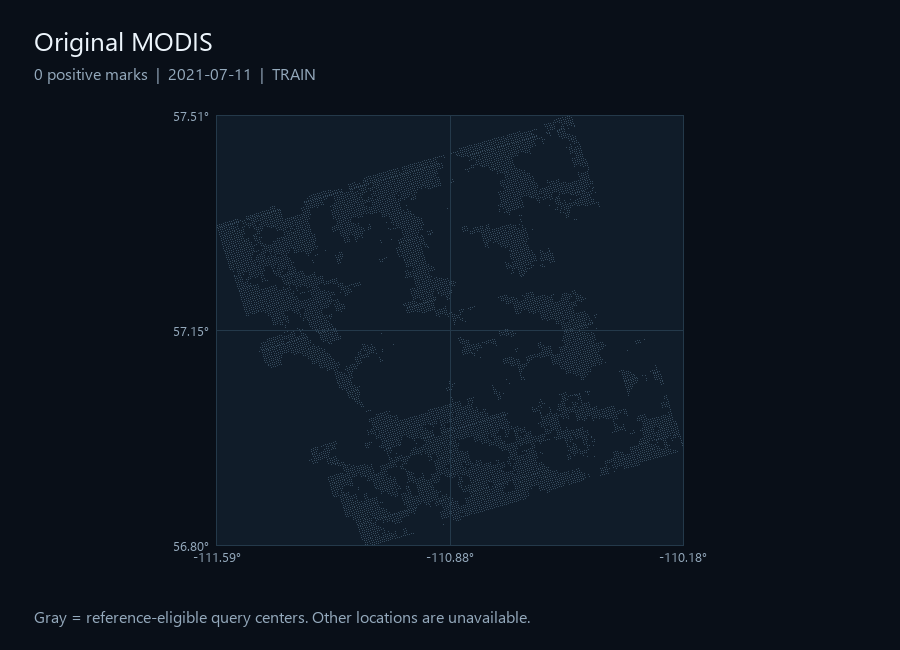 Original MODIS
0 positive marks | 2021-07-11 | TRAIN
57.51°
57.15°
56.80°
-111.59°
-110.88°
-110.18°
Gray = reference-eligible query centers. Other locations are unavailable.